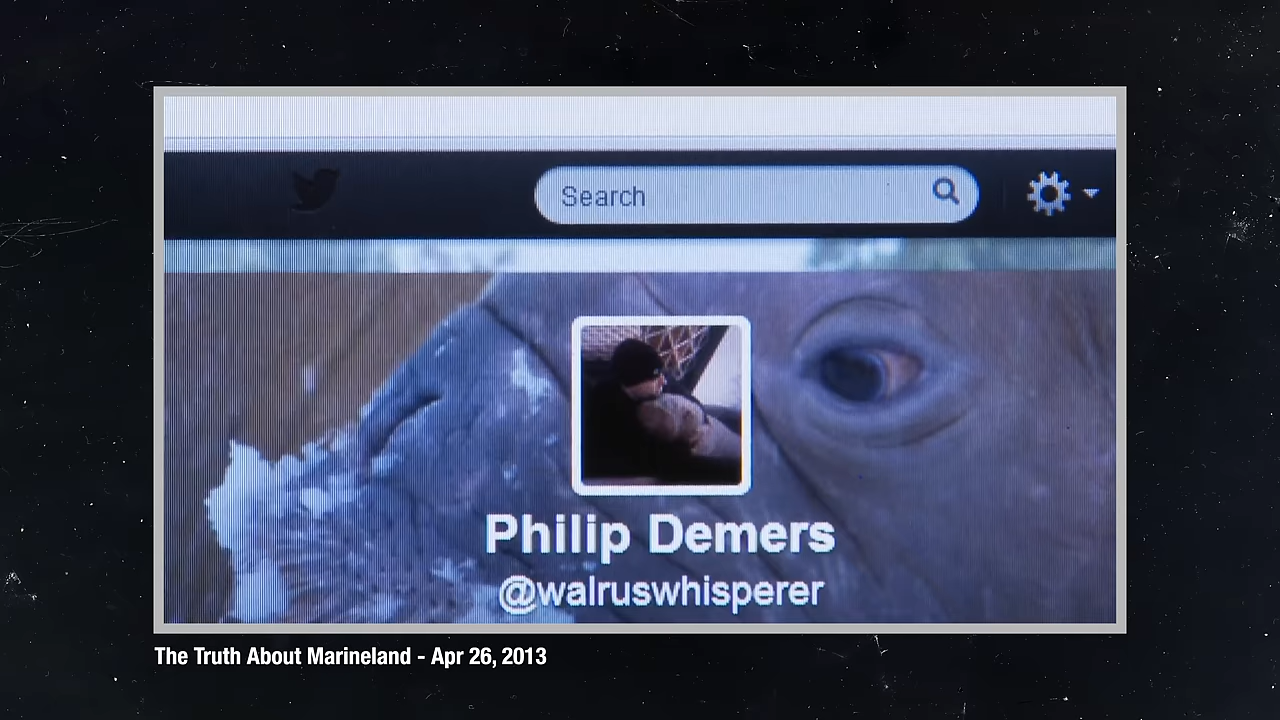 Search
Philip Demers
@walruswhisperer
The Truth About Marineland - Apr 26, 2013